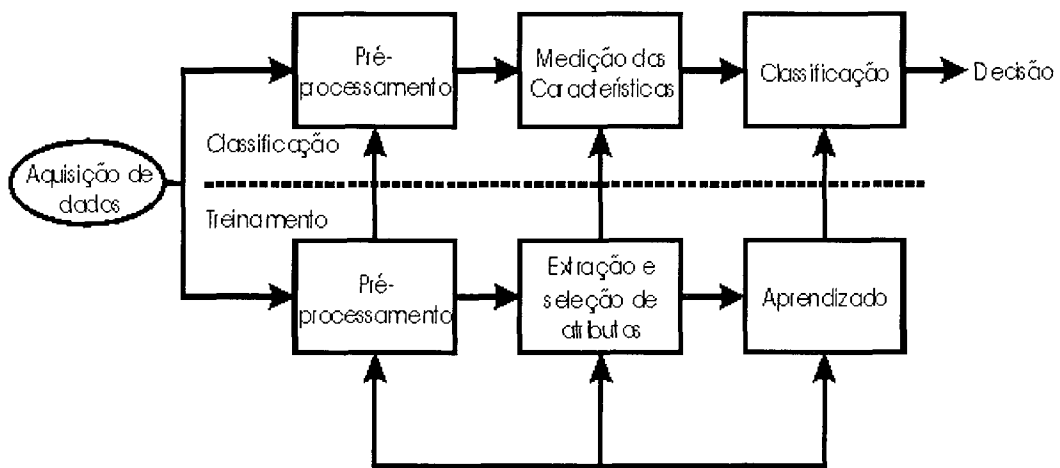 Pré-
processamento
Medição das
Características
Classificação
Decisão
Classificação
Aquisição de
dados
Treinamento
Pré-
processamento
Extração e
seleção de
atributos
Aprendizado